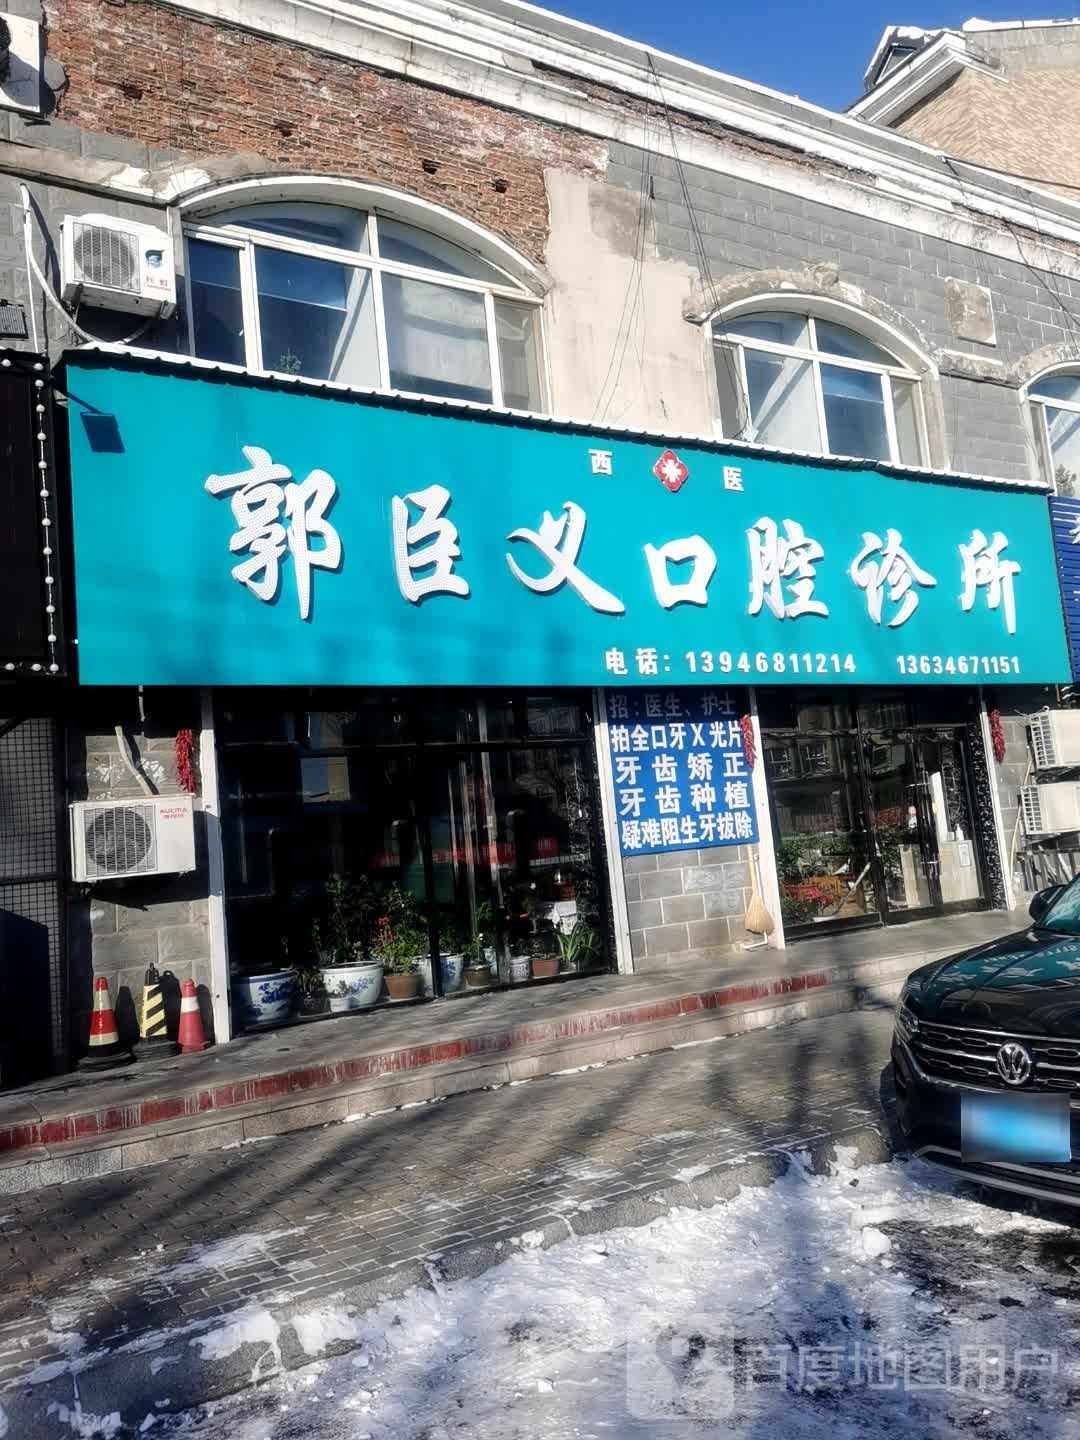 西 医
郭臣义口腔诊所
电话：13946811214 13634671151
招：医生、护士
拍全口牙X光片
牙齿矫正
牙齿种植
疑难阻生牙拔除
AUCMA
百度地图用户